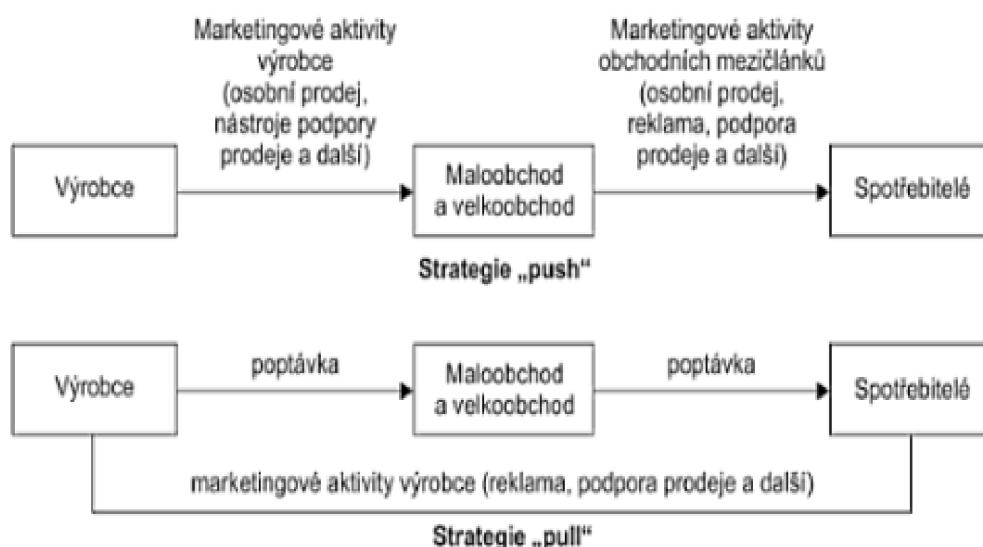 Marketingové aktivity
výrobce
(osobní prodej,
nástroje podpory
prodeje a další)
Marketingové aktivity
obchodních mezičlánků
(osobní prodej,
reklama, podpora
prodeje a další)
Výrobce
Maloobchod
a velkoobchod
Spotřebitelé
Strategie „push“
Výrobce
poptávka
Maloobchod
a velkoobchod
poptávka
Spotřebitelé
marketingové aktivity výrobce (reklama, podpora prodeje a další)
Strategie „pull“